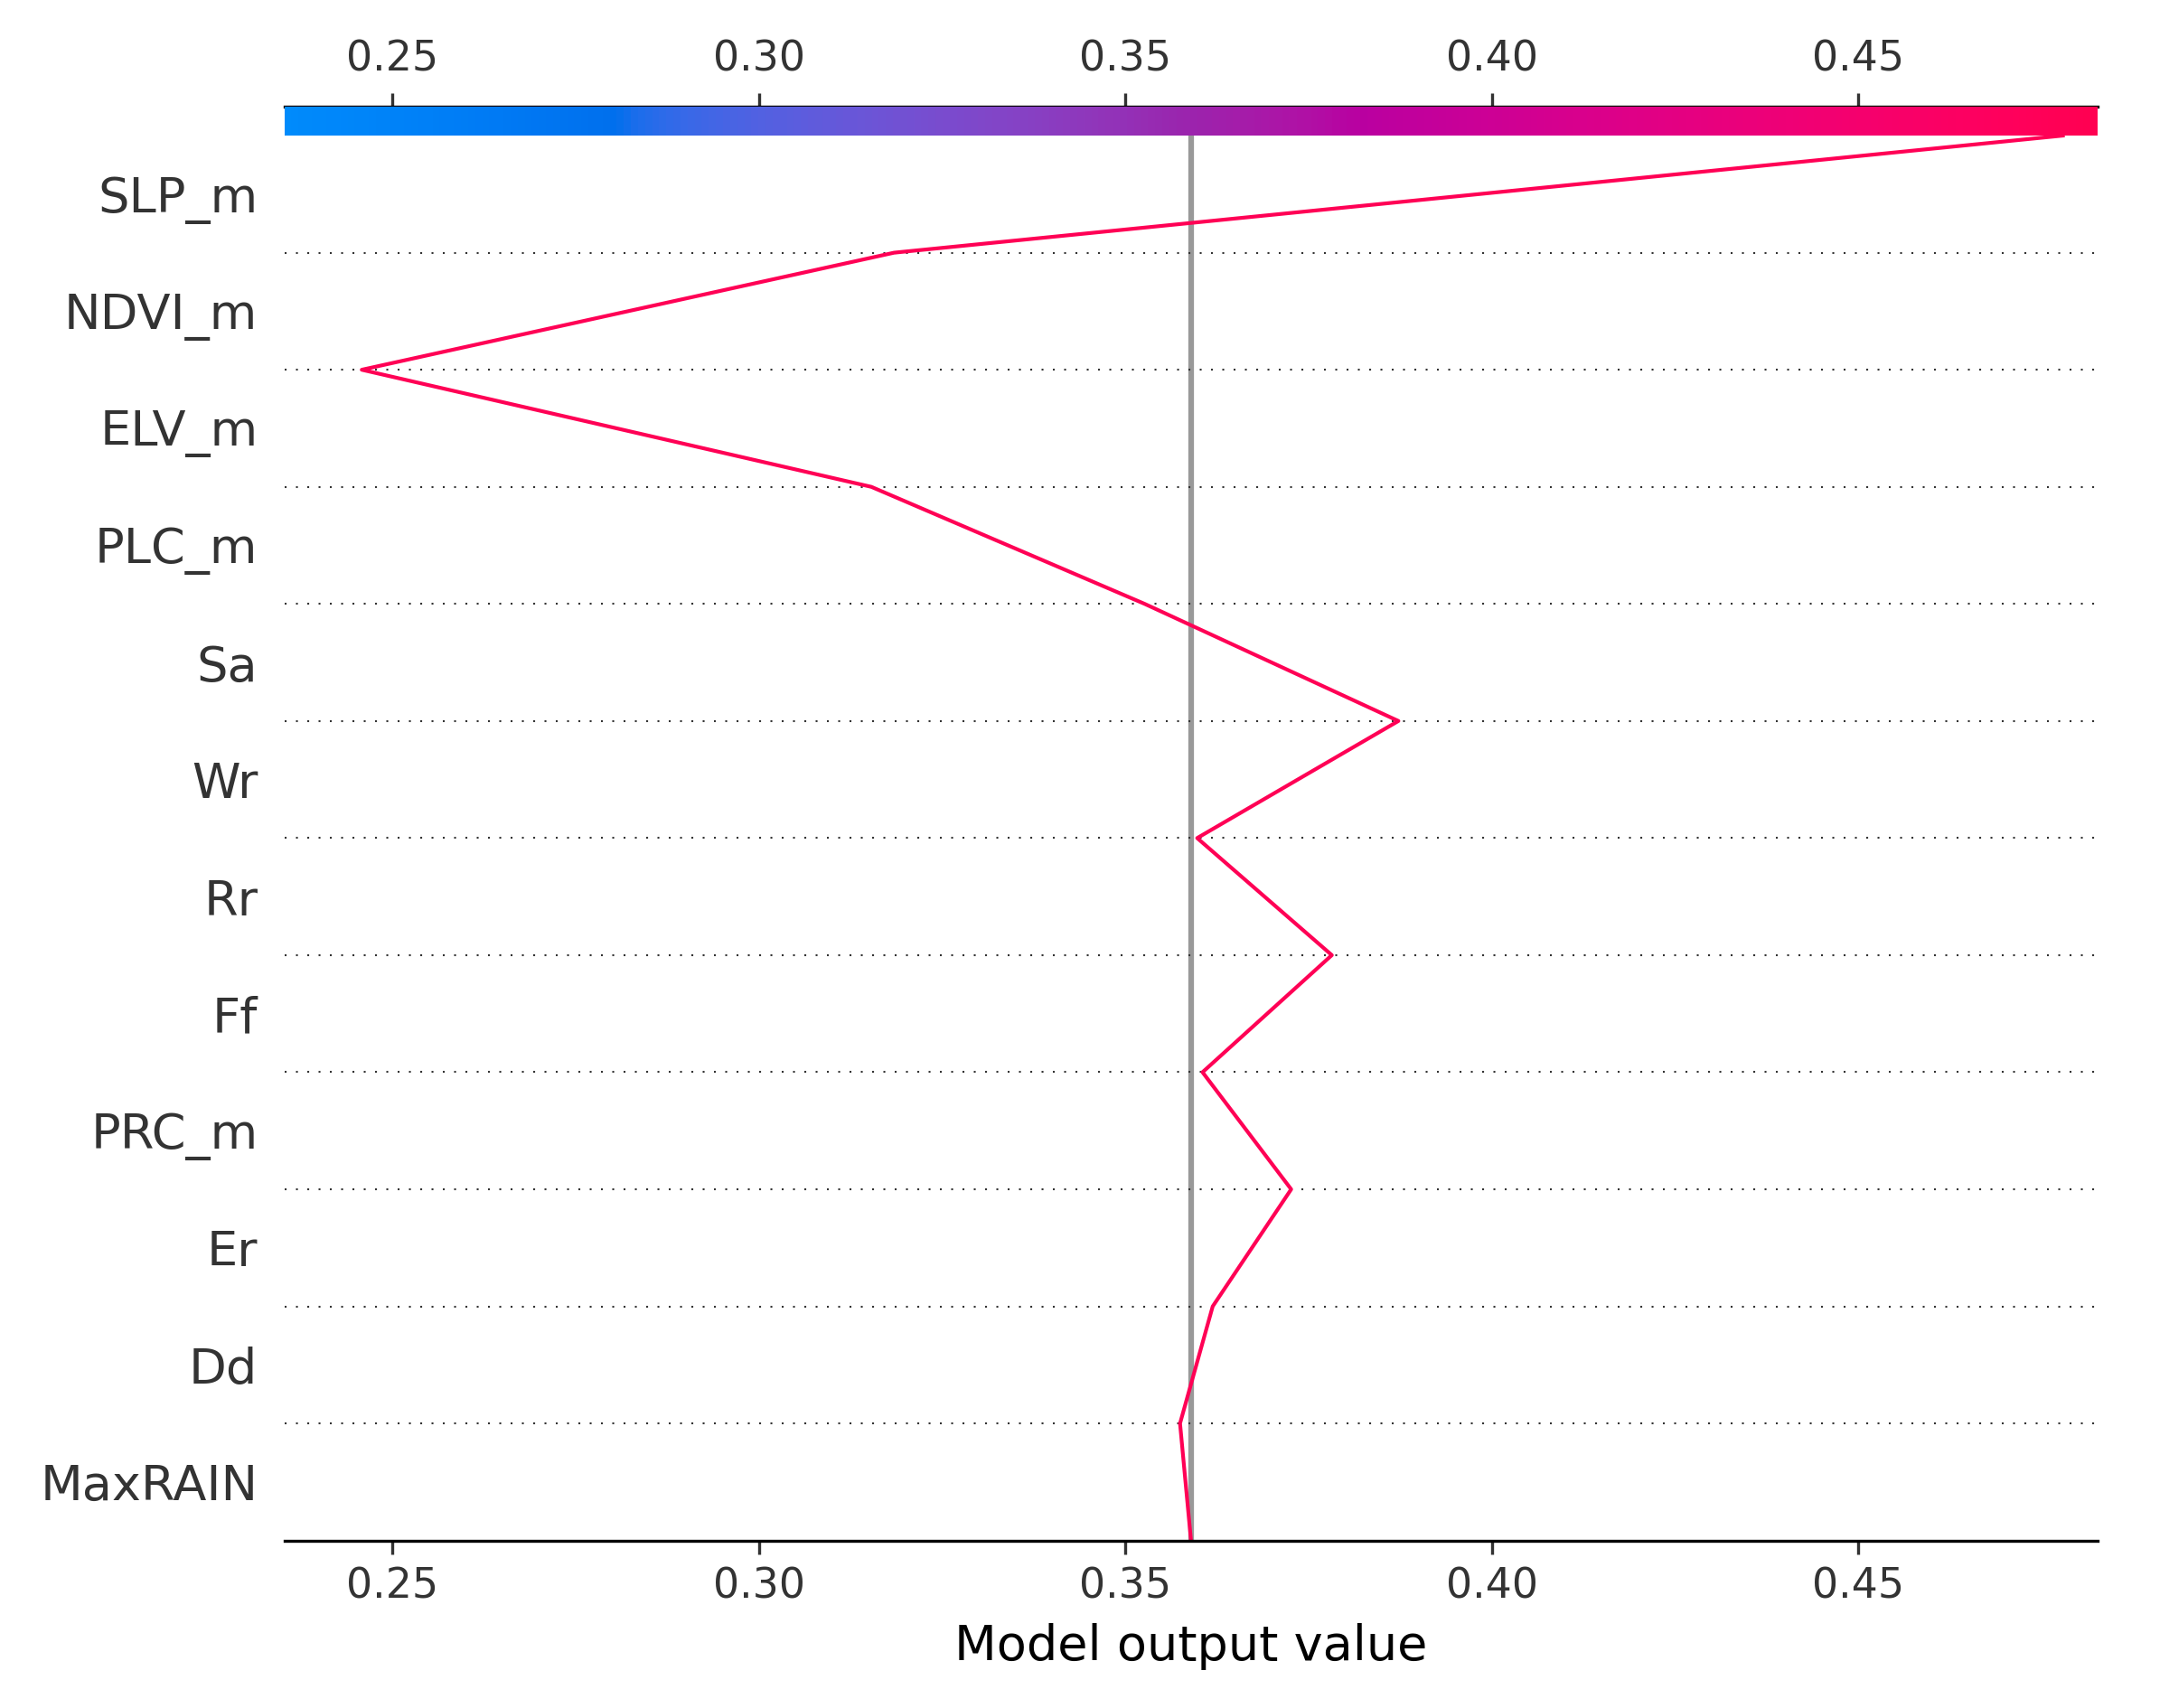 0.25 0.30 0.35 0.40 0.45
SLP_m
NDVI_m
ELV_m
PLC_m
Sa
Wr
Rr
Ff
PRC_m
Er
Dd
MaxRAIN
0.25 0.30 0.35 0.40 0.45
Model output value